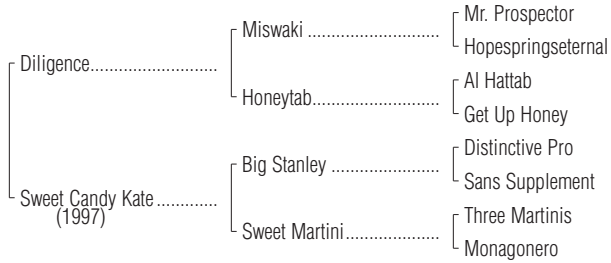 Mr. Prospector
Miswaki ..............................
Hopespringseternal
Diligence.............................
Al Hattab
Honeytab.............................
Get Up Honey
Distinctive Pro
Big Stanley .........................
Sans Supplement
Sweet Candy Kate .............
(1997)
Three Martinis
Sweet Martini.....................
Monagonero